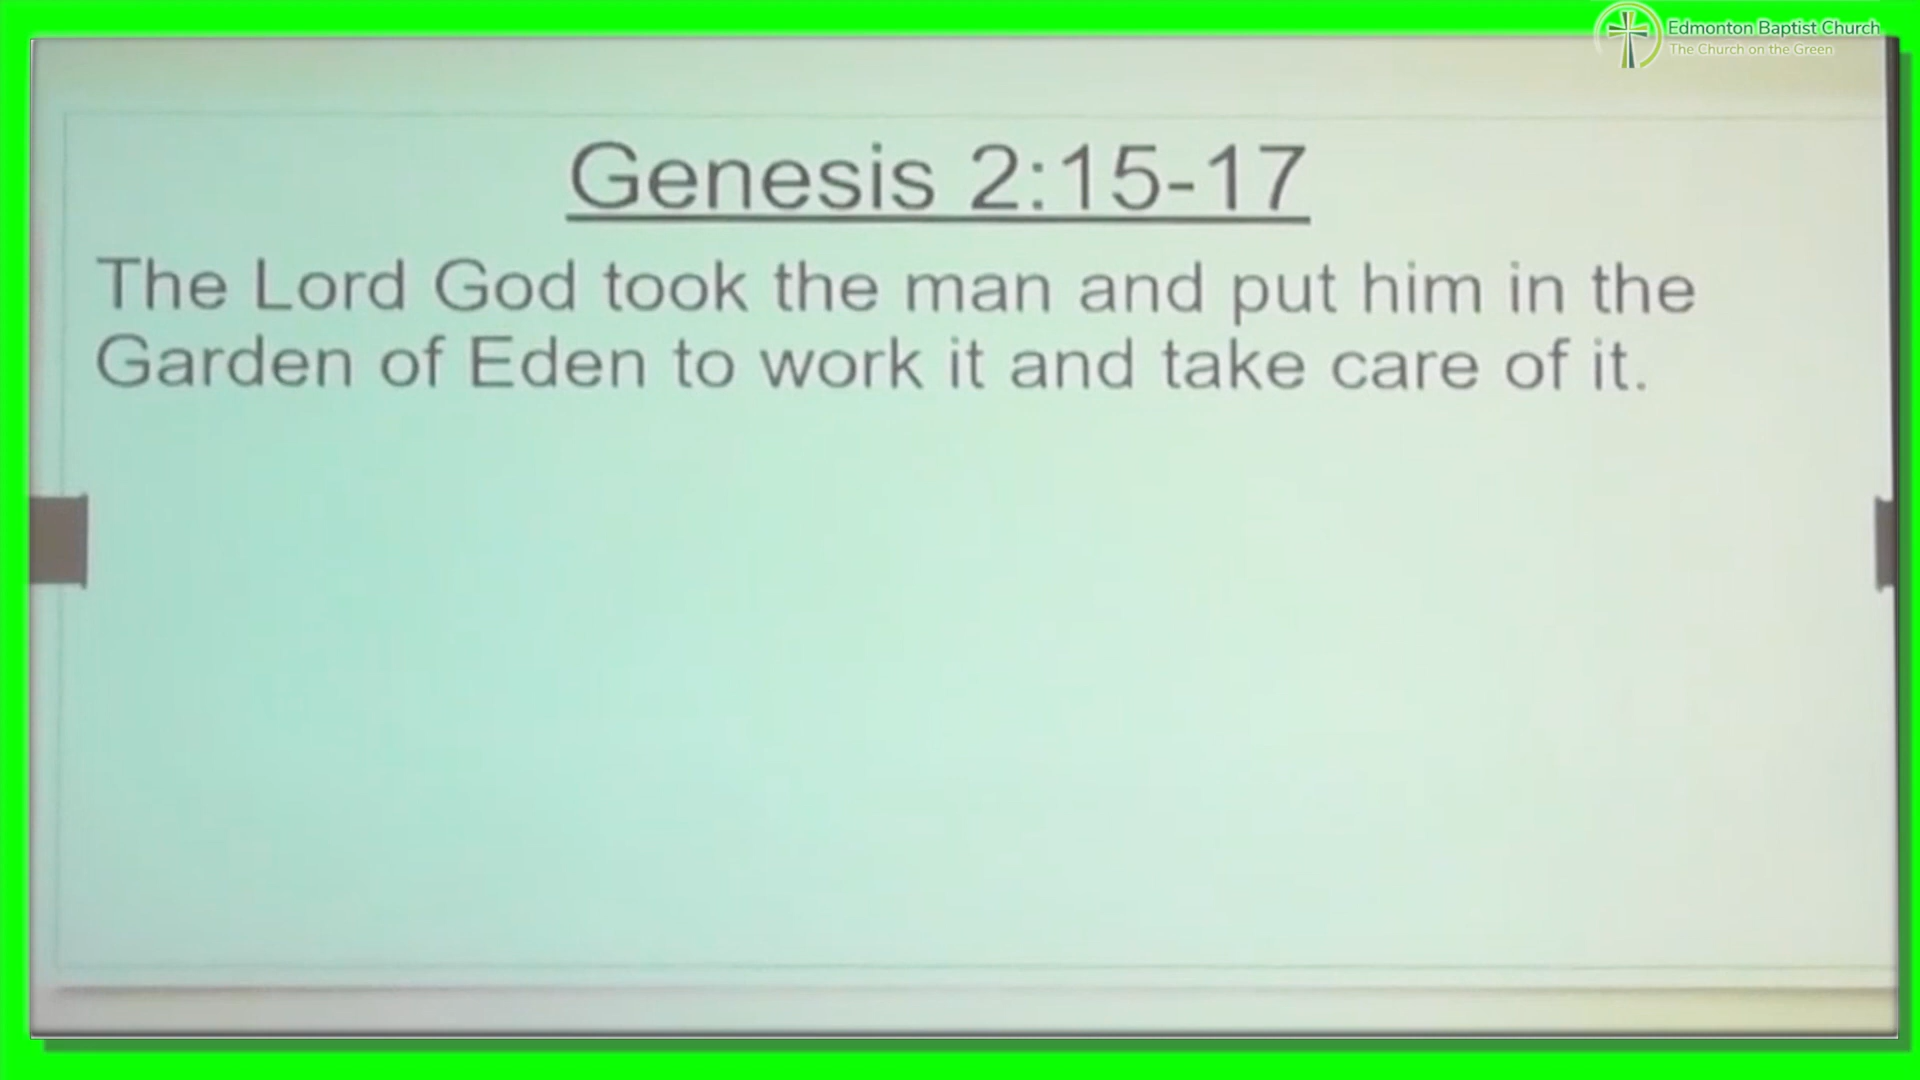 Edmonton Baptist Church
The Church on the Green
Genesis 2:15-17
The Lord God took the man and put him in the
Garden of Eden to work it and take care of it.